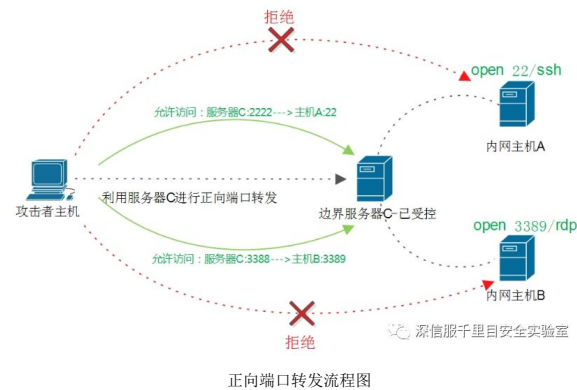 拒绝
open 22/ssh
允许访问：服务器C:2222--->主机A:22
内网主机A
利用服务器C进行正向端口转发
攻击者主机
边界服务器C-已受控
open 3389/rdp
允许访问：服务器C:3388--->主机B:3389
内网主机B
深信服千里目安全实验室
拒绝
正向端口转发流程图